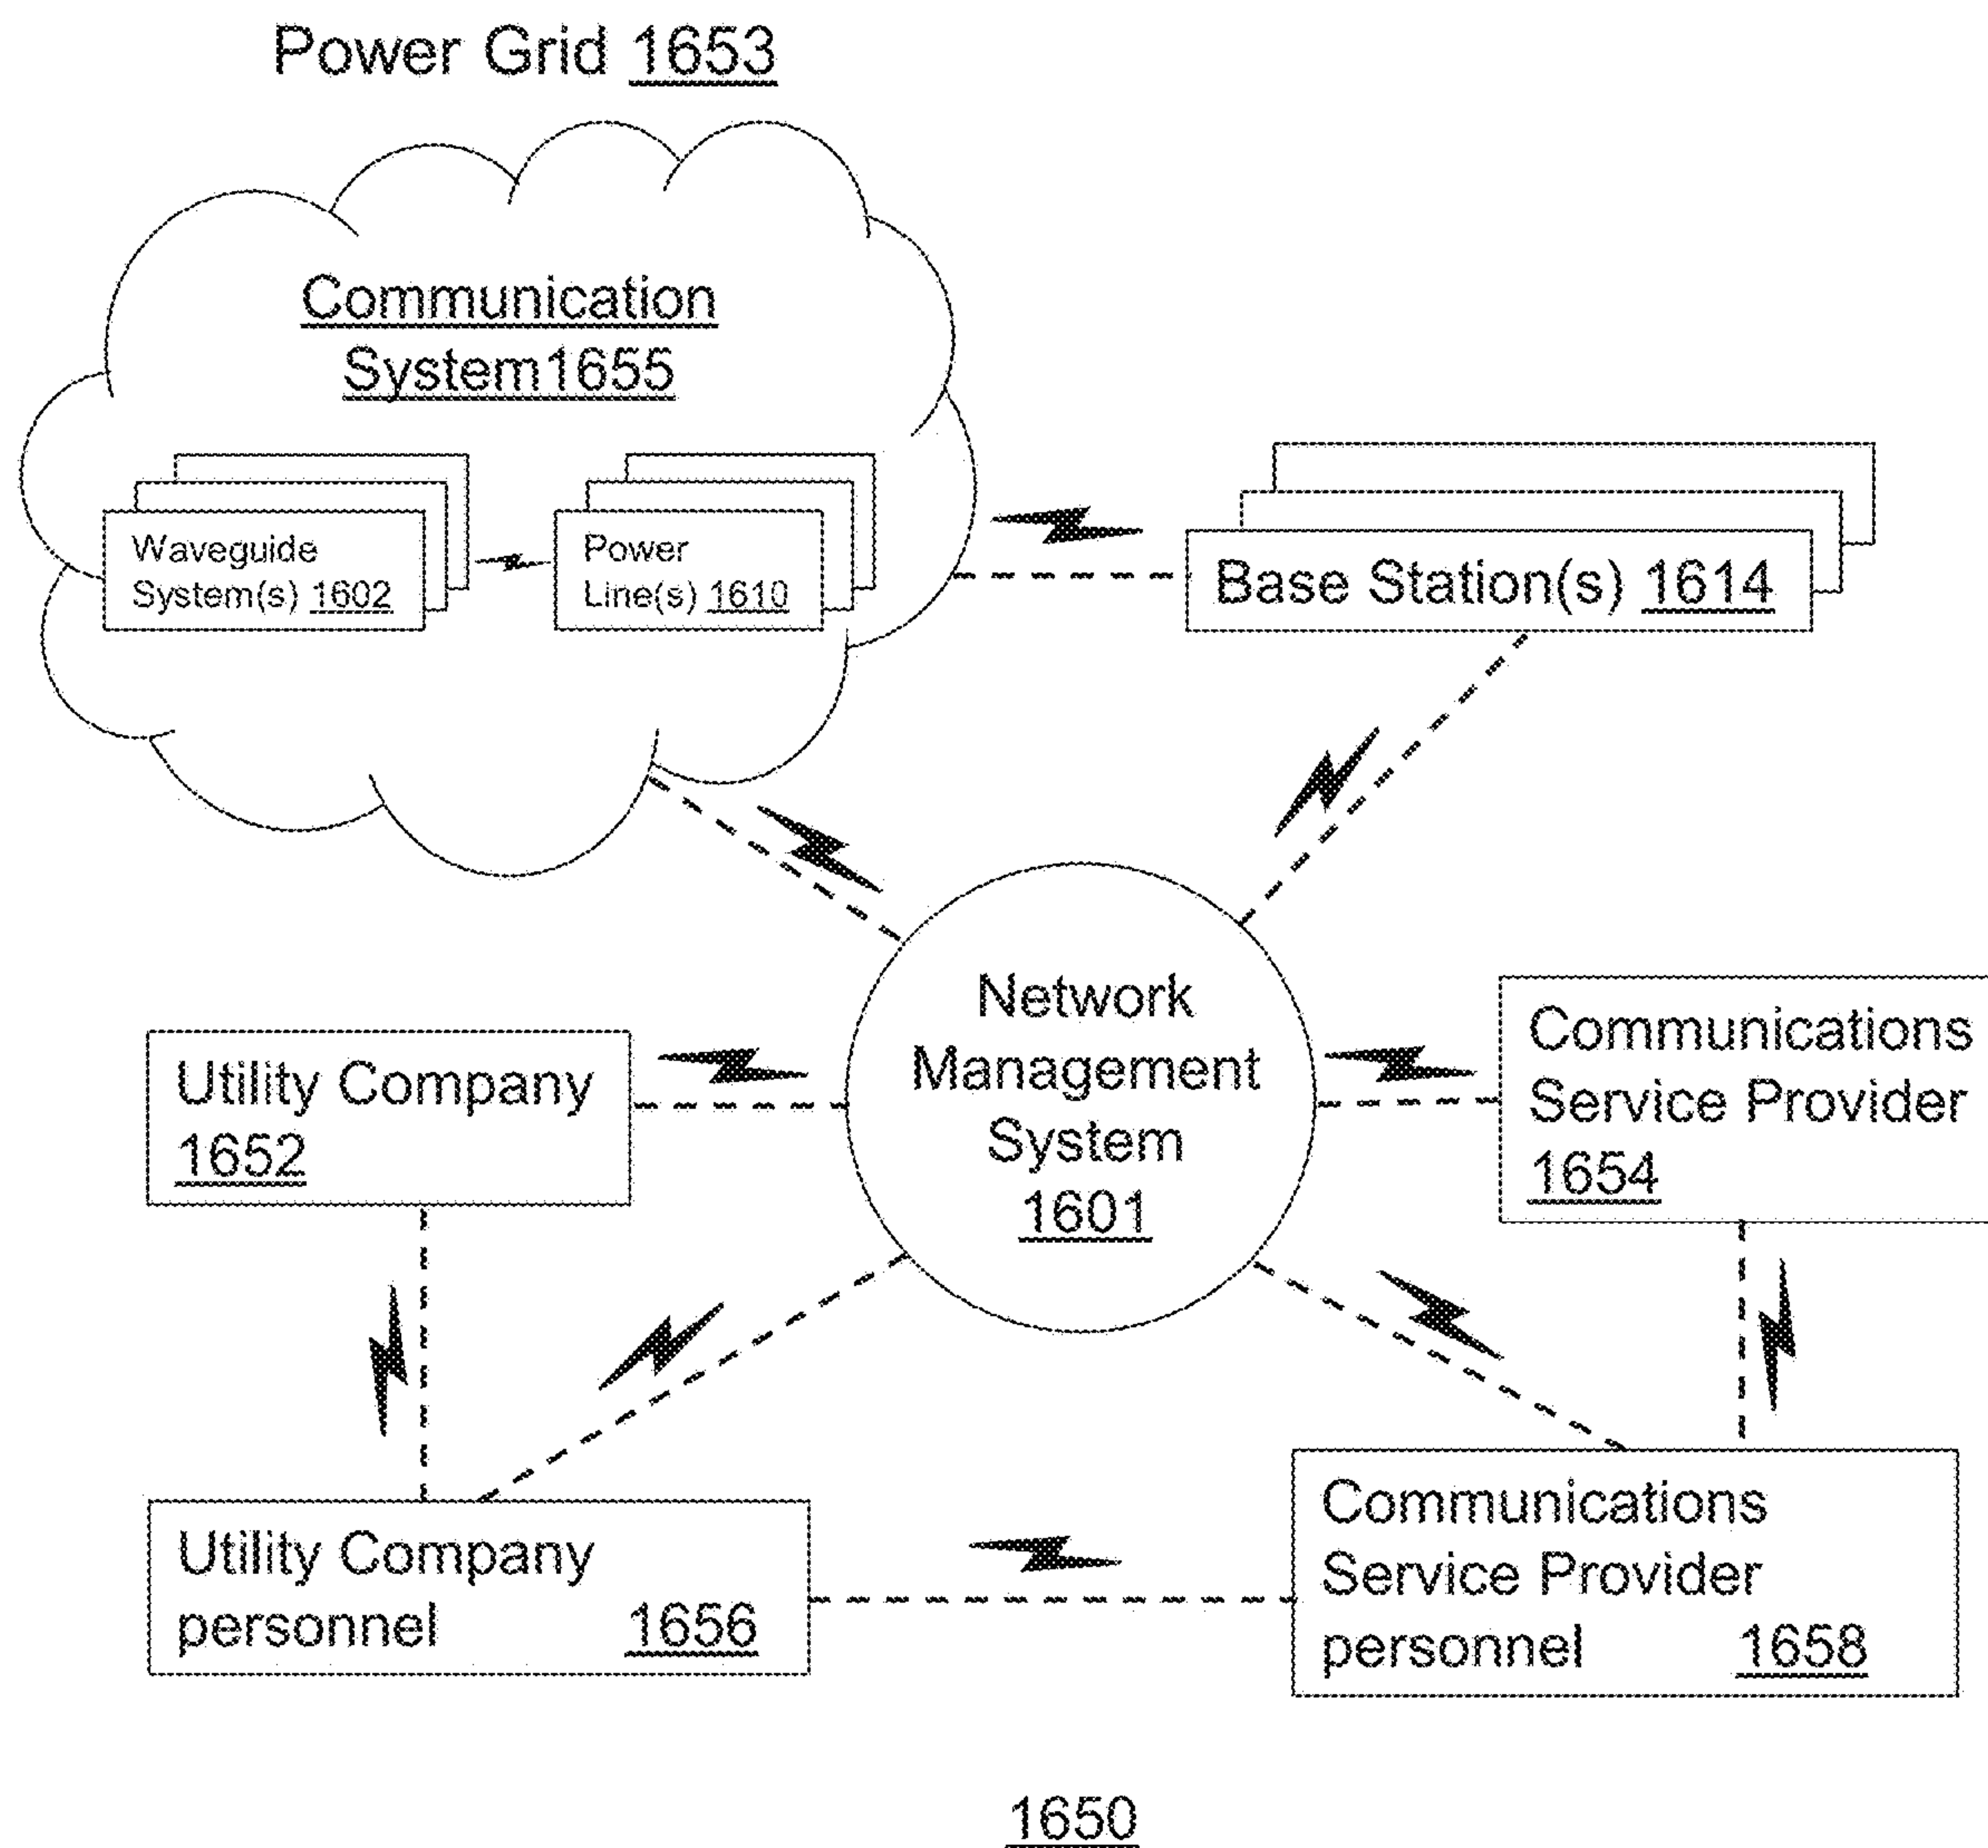 Power Grid 1653
Communication
System1655
Waveguide
System(s) 1602
Power
Line(s) 1610
Base Station(s) 1614
Network
Management
System
1601
Utility Company
1652
Communications
Service Provider
1654
Utility Company
personnel 1656
Communications
Service Provider
personnel 1658
1650